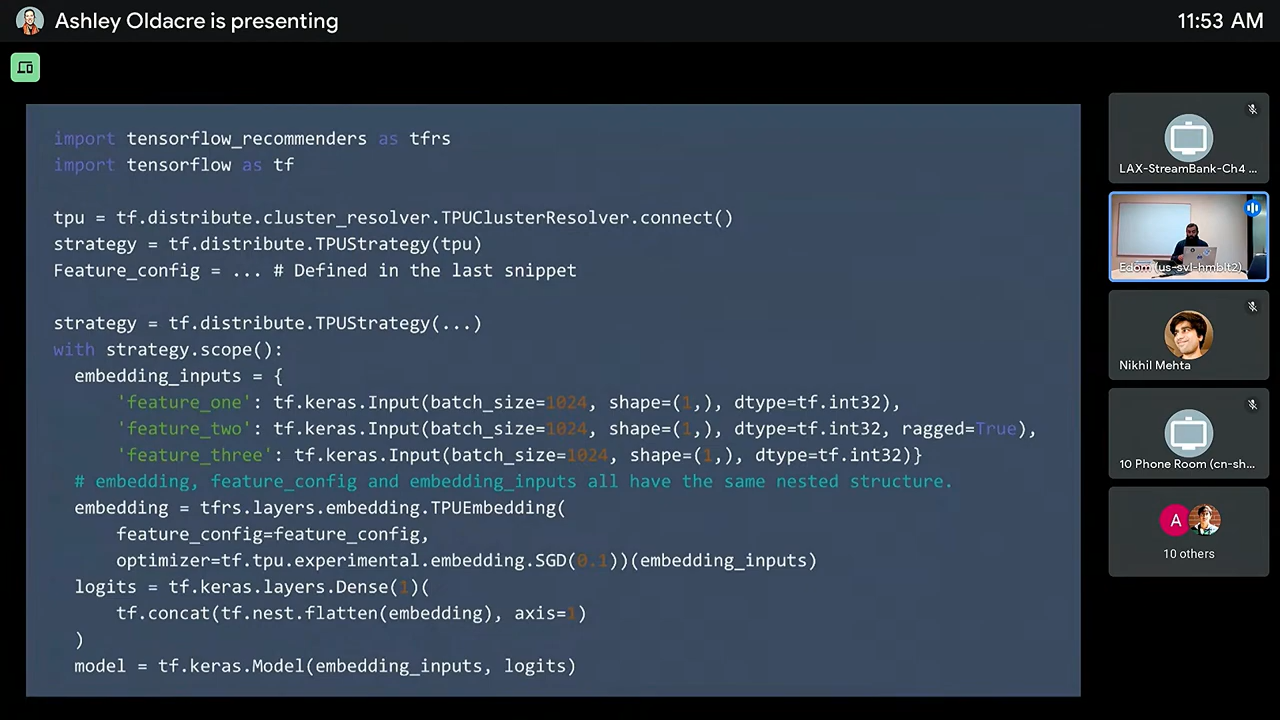 Ashley Oldacre is presenting
11:53 AM
import tensorflow_recommenders as tfrs
import tensorflow as tf
tpu = tf.distribute.cluster_resolver.TPUClusterResolver.connect()
strategy = tf.distribute.TPUStrategy(tpu)
Feature_config = ... # Defined in the last snippet
strategy = tf.distribute.TPUStrategy(...)
with strategy.scope():
embedding_inputs = {
'feature_one': tf.keras.Input(batch_size=1024, shape=(1,), dtype=tf.int32),
'feature_two': tf.keras.Input(batch_size=1024, shape=(1,), dtype=tf.int32, ragged=True),
'feature_three': tf.keras.Input(batch_size=1024, shape=(1,), dtype=tf.int32)}
# embedding, feature_config and embedding_inputs all have the same nested structure.
embedding = tfrs.layers.embedding.TPUEmbedding(
feature_config=feature_config,
optimizer=tf.tpu.experimental.embedding.SGD(0.1))(embedding_inputs)
logits = tf.keras.layers.Dense(1)(
tf.concat(tf.nest.flatten(embedding), axis=1)
)
model = tf.keras.Model(embedding_inputs, logits)
LAX-StreamBank-Ch4 ...
Edom (us-svl-hmblt2)
Nikhil Mehta
10 Phone Room (cn-sh...
A
10 others